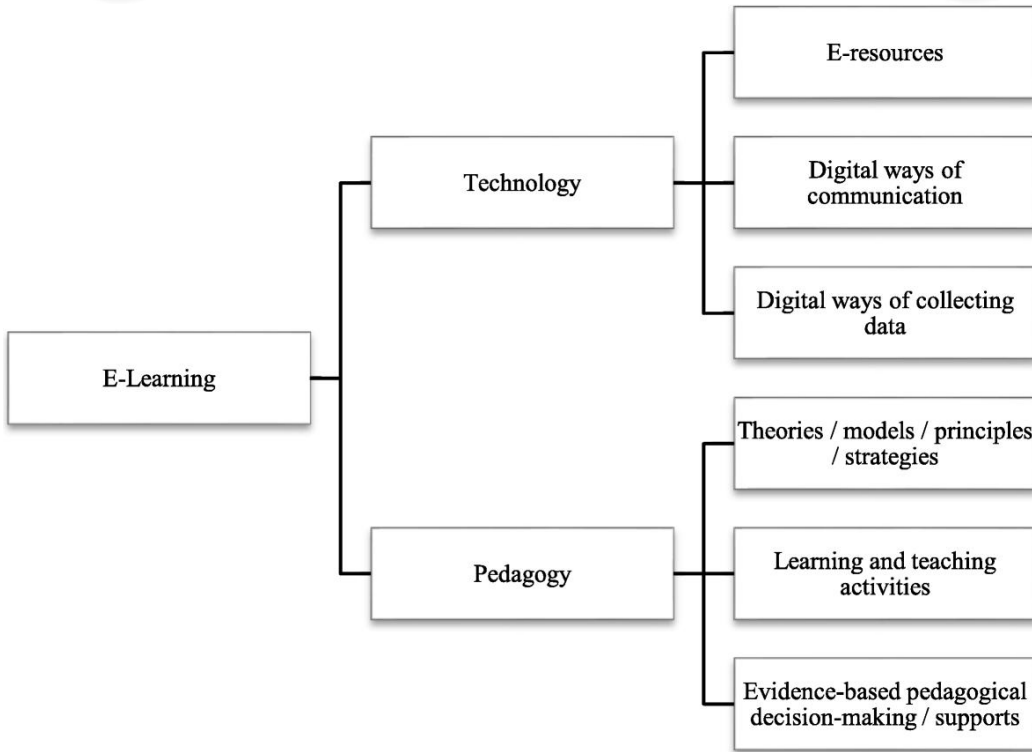 E-resources
Technology
Digital ways of
communication
Digital ways of collecting
data
E-Learning
Theories / models / principles
/ strategies
Pedagogy
Learning and teaching
activities
Evidence-based pedagogical
decision-making / supports